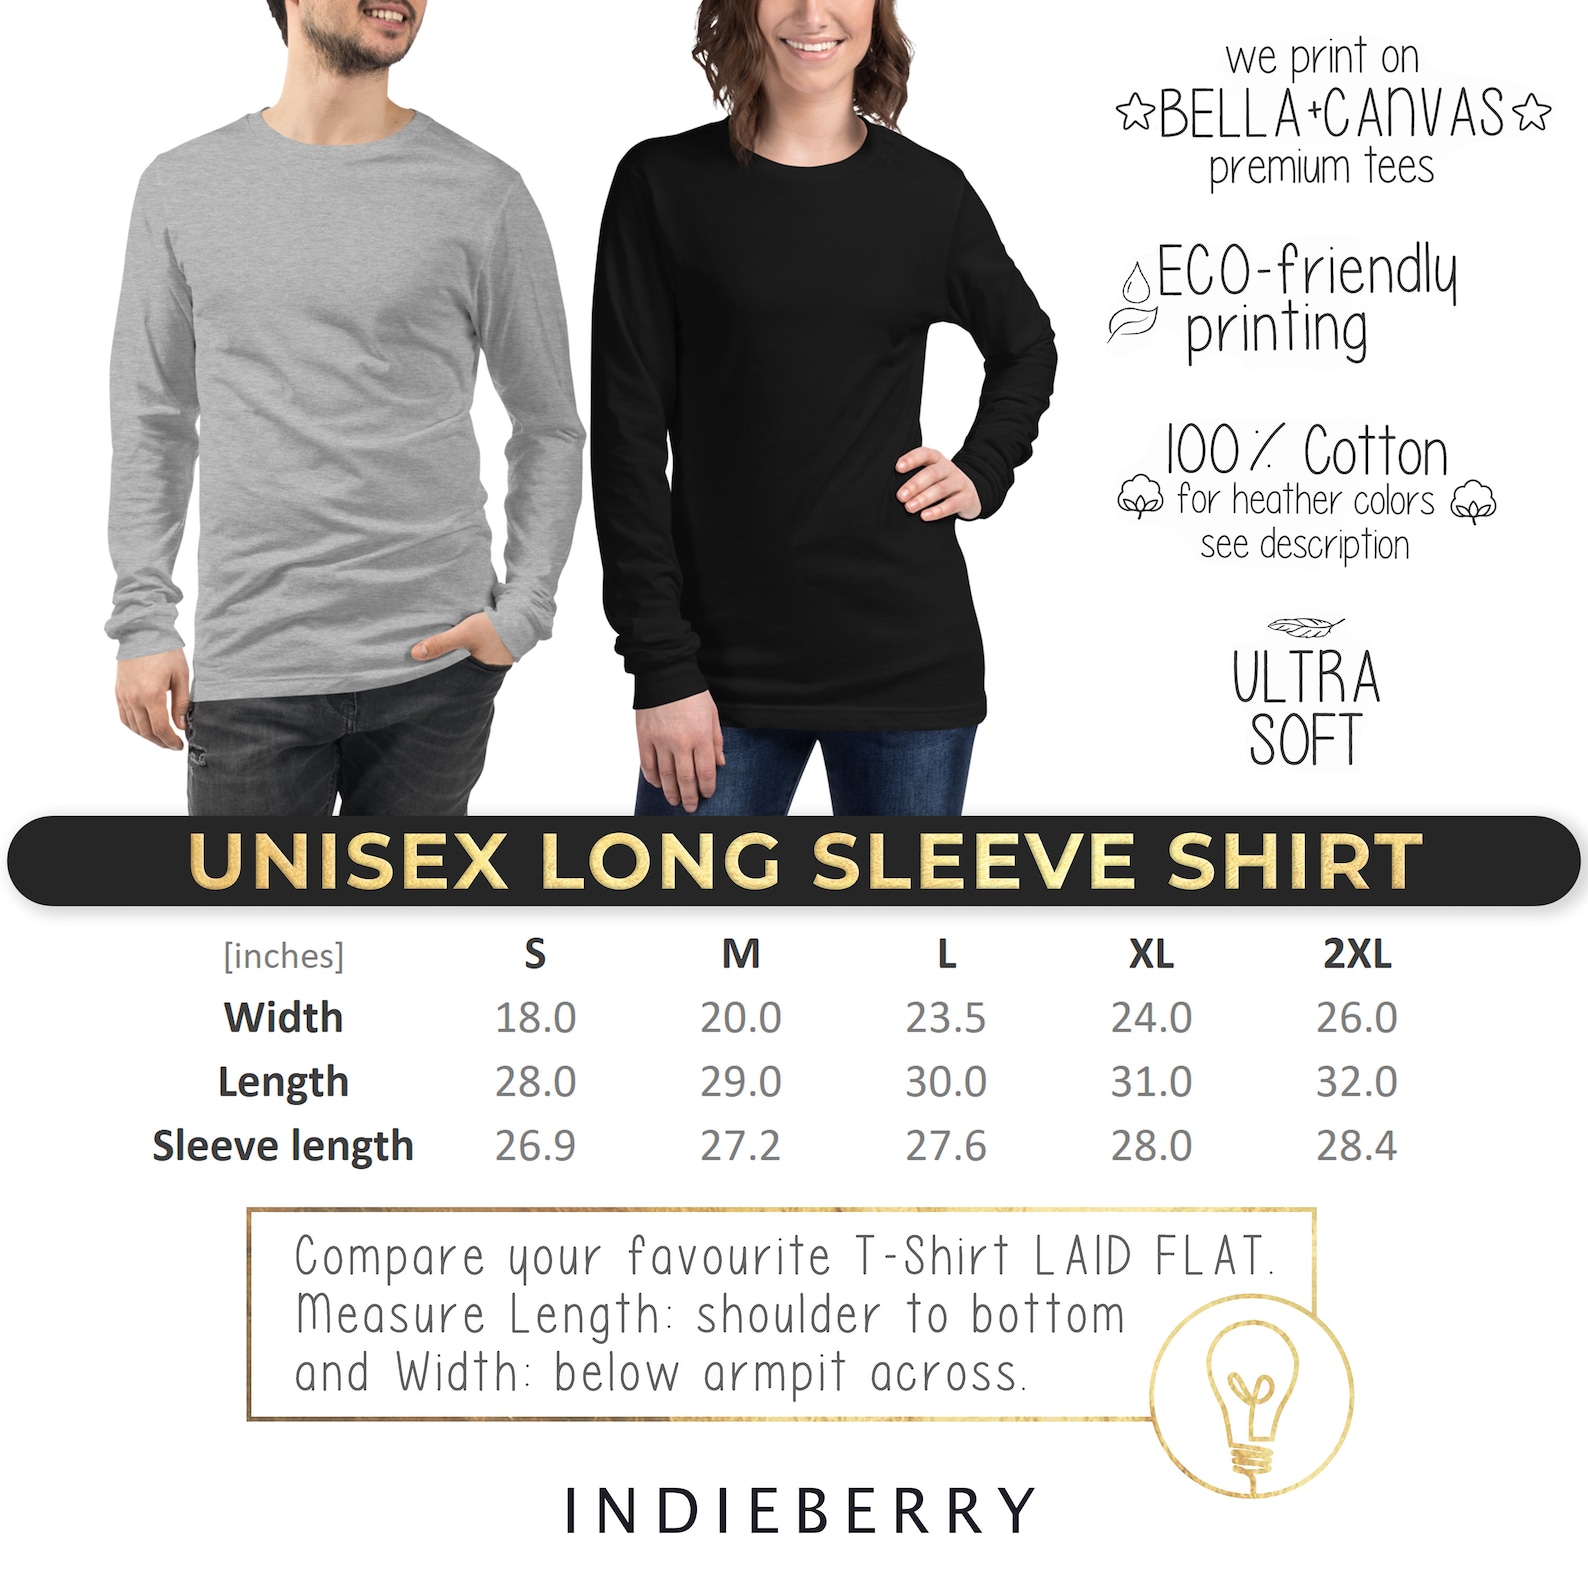 we print on
BELLA+CANVAS
premium tees
ECO-friendly
printing
100% Cotton
for heather colors
see description
ULTRA
SOFT
UNISEX LONG SLEEVE SHIRT
[inches] S M L XL 2XL
Width 18.0 20.0 23.5 24.0 26.0
Length 28.0 29.0 30.0 31.0 32.0
Sleeve length 26.9 27.2 27.6 28.0 28.4
Compare your favourite T-Shirt LAID FLAT.
Measure Length: shoulder to bottom
and Width: below armpit across.
INDIEBERRY